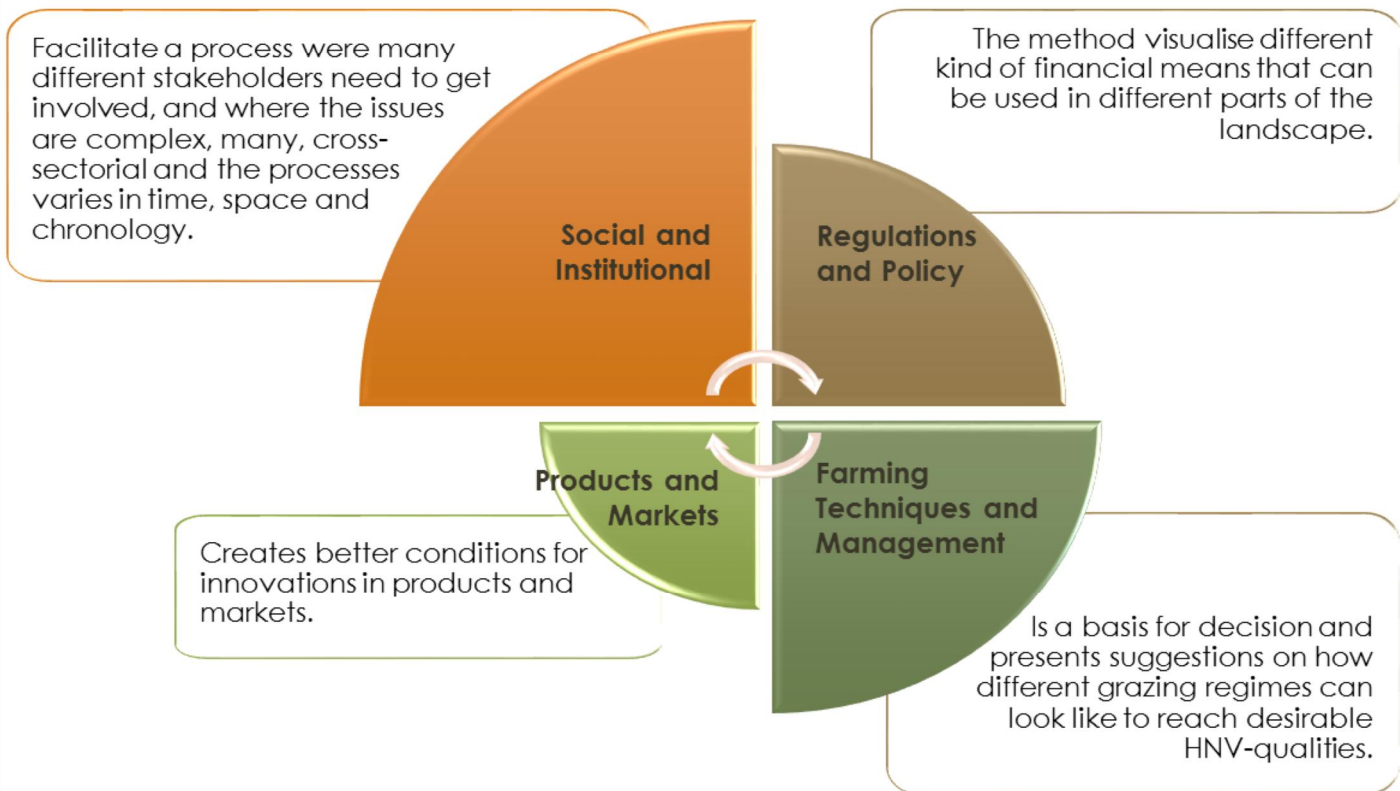 Facilitate a process were many
different stakeholders need to get
involved, and where the issues
are complex, many, cross-
sectorial and the processes
varies in time, space and
chronology.
The method visualise different
kind of financial means that can
be used in different parts of the
landscape.
Social and
Institutional
Regulations
and Policy
Products and
Markets
Farming
Techniques and
Management
Creates better conditions for
innovations in products and
markets.
Is a basis for decision and
presents suggestions on how
different grazing regimes can
look like to reach desirable
HNV-qualities.